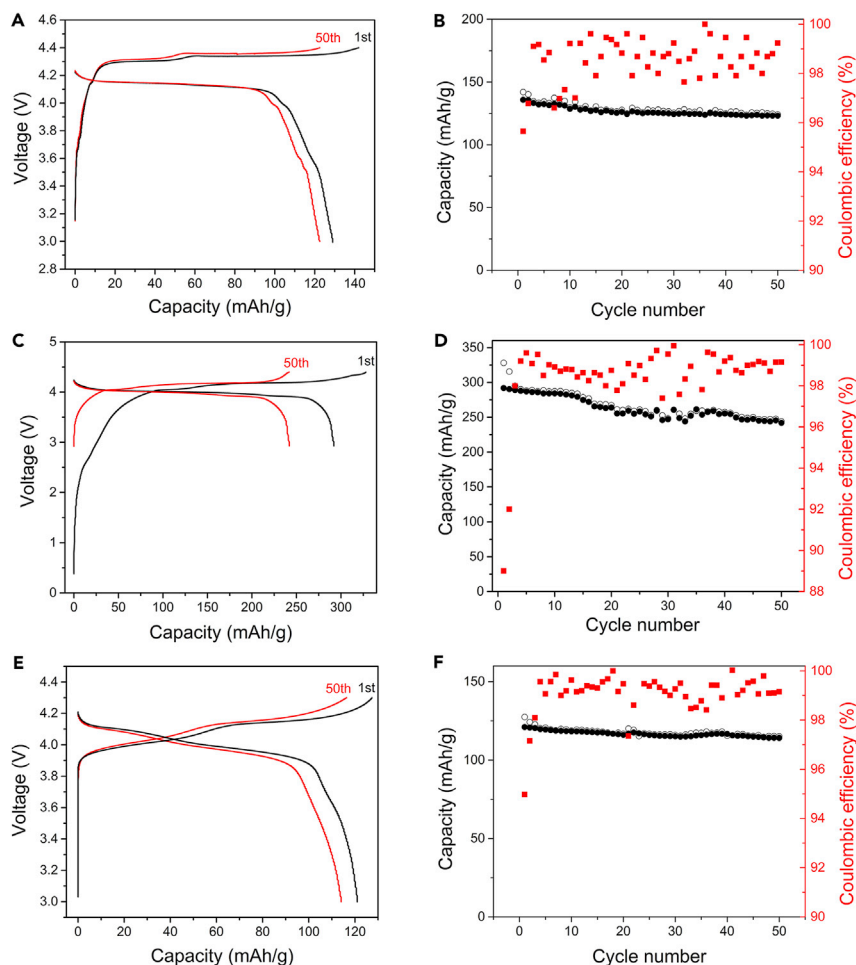 A
4.6
4.4
4.2
4.0
3.8
3.6
3.4
3.2
3.0
2.8
Voltage (V)
50th
1st
0 20 40 60 80 100 120 140
Capacity (mAh/g)
B
200
150
100
50
0
Capacity (mAh/g)
100
98
96
94
92
90
Coulombic efficiency (%)
0 10 20 30 40 50
Cycle number
C
5
4
3
2
1
0
Voltage (V)
50th
1st
0 50 100 150 200 250 300
Capacity (mAh/g)
D
350
300
250
200
150
100
50
0
Capacity (mAh/g)
100
98
96
94
92
90
88
Coulombic efficiency (%)
0 10 20 30 40 50
Cycle number
E
4.4
4.2
4.0
3.8
3.6
3.4
3.2
3.0
Voltage (V)
50th
1st
0 20 40 60 80 100 120
Capacity (mAh/g)
F
150
100
50
0
Capacity (mAh/g)
100
98
96
94
92
90
Coulombic efficiency (%)
0 10 20 30 40 50
Cycle number